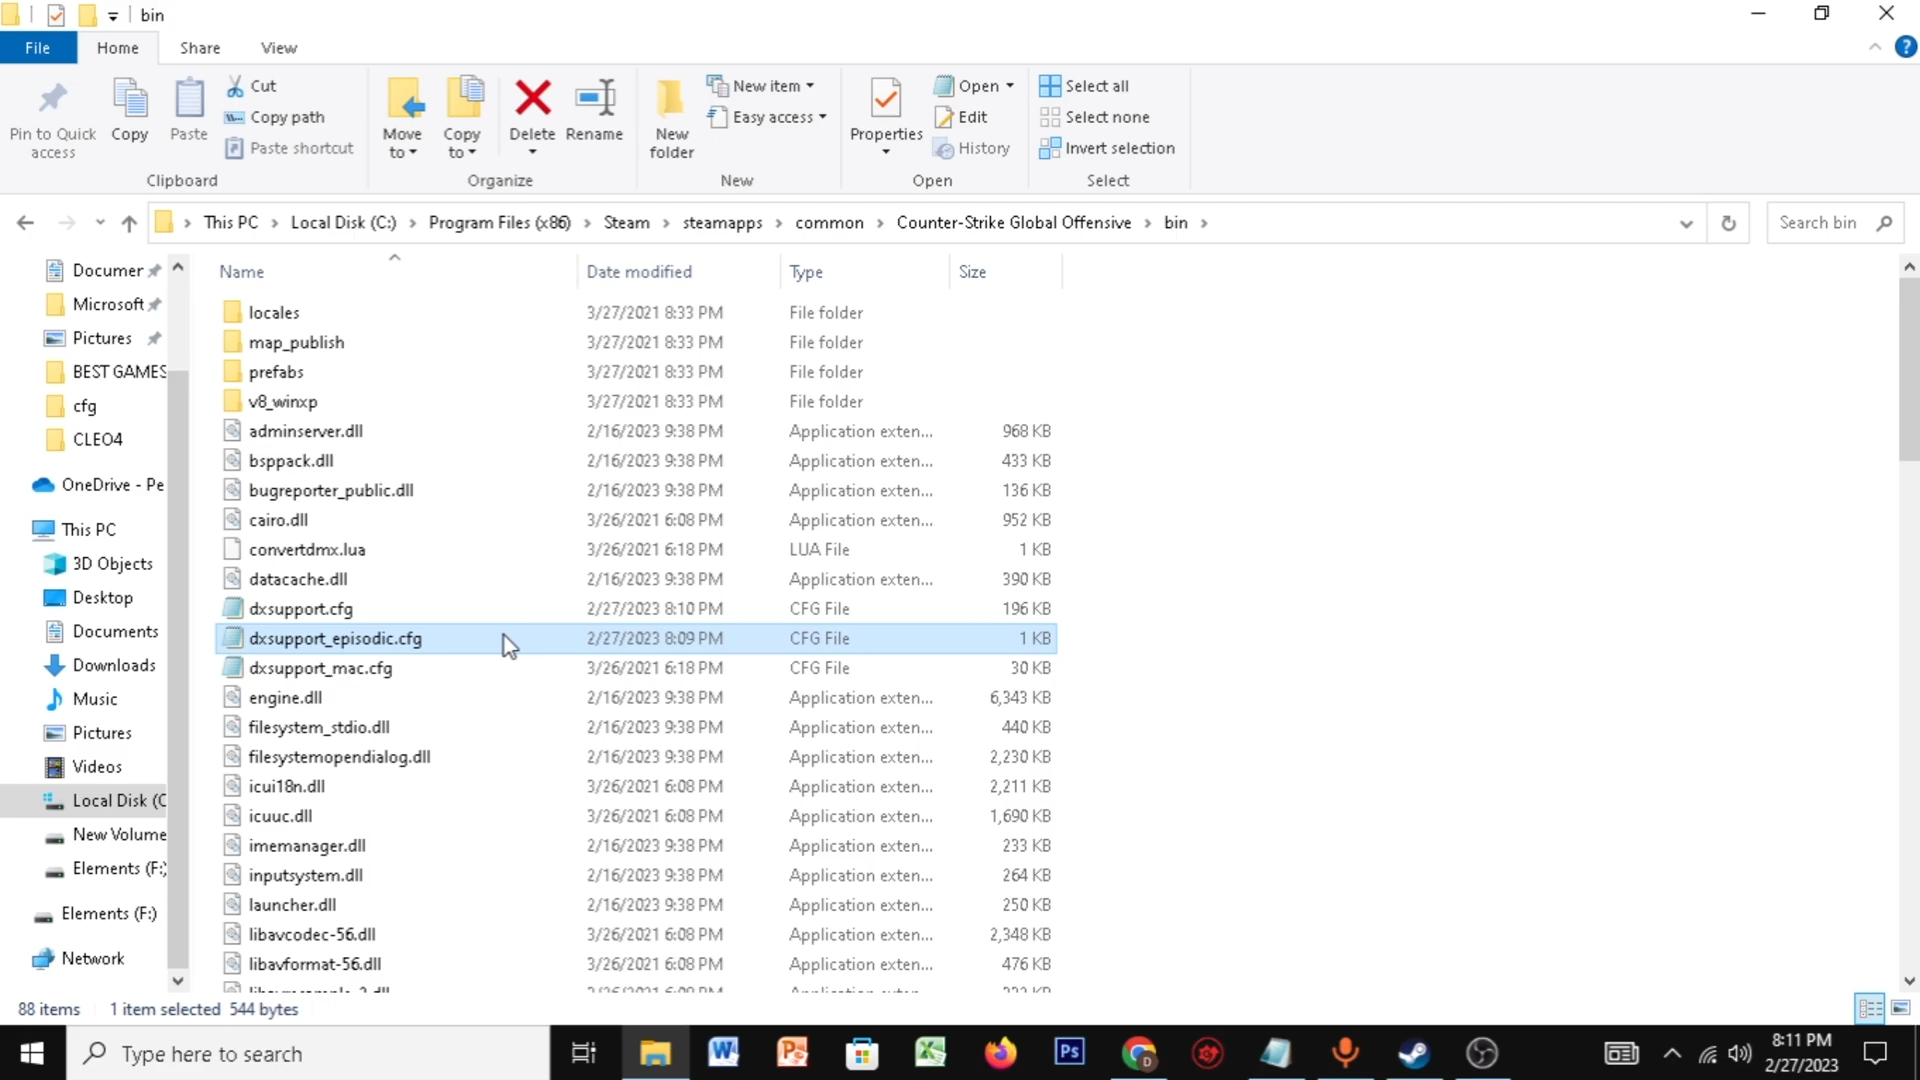 bin
File Home Share View
Pin to Quick access
Copy
Paste
Cut
Copy path
Paste shortcut
Clipboard
Move to
Copy to
Delete
Rename
Organize
New folder
New item
Easy access
New
Properties
Open
Edit
History
Open
Select all
Select none
Invert selection
Select
This PC Local Disk (C:) Program Files (x86) Steam steamapps common Counter-Strike Global Offensive bin
Search bin
Documer
Microsoft
Pictures
BEST GAMES
cfg
CLEO4
OneDrive - Pe
This PC
3D Objects
Desktop
Documents
Downloads
Music
Pictures
Videos
Local Disk (C
New Volume
Elements (F:)
Elements (F:)
Network
Name Date modified Type Size
locales 3/27/2021 8:33 PM File folder
map_publish 3/27/2021 8:33 PM File folder
prefabs 3/27/2021 8:33 PM File folder
v8_winxp 3/27/2021 8:33 PM File folder
adminserver.dll 2/16/2023 9:38 PM Application exten... 968 KB
bsppack.dll 2/16/2023 9:38 PM Application exten... 433 KB
bugreporter_public.dll 2/16/2023 9:38 PM Application exten... 136 KB
cairo.dll 3/26/2021 6:08 PM Application exten... 952 KB
convertdmx.lua 3/26/2021 6:18 PM LUA File 1 KB
datacache.dll 2/16/2023 9:38 PM Application exten... 390 KB
dxsupport.cfg 2/27/2023 8:10 PM CFG File 196 KB
dxsupport_episodic.cfg 2/27/2023 8:09 PM CFG File 1 KB
dxsupport_mac.cfg 3/26/2021 6:18 PM CFG File 30 KB
engine.dll 2/16/2023 9:38 PM Application exten... 6,343 KB
filesystem_stdio.dll 2/16/2023 9:38 PM Application exten... 440 KB
filesystemopendialog.dll 2/16/2023 9:38 PM Application exten... 2,230 KB
icui18n.dll 3/26/2021 6:08 PM Application exten... 2,211 KB
icuuc.dll 3/26/2021 6:08 PM Application exten... 1,690 KB
imemanager.dll 2/16/2023 9:38 PM Application exten... 233 KB
inputsystem.dll 2/16/2023 9:38 PM Application exten... 264 KB
launcher.dll 2/16/2023 9:38 PM Application exten... 250 KB
libavcodec-56.dll 3/26/2021 6:08 PM Application exten... 2,348 KB
libavformat-56.dll 3/26/2021 6:08 PM Application exten... 476 KB
88 items 1 item selected 544 bytes
Type here to search
Ps
D
8:11 PM
2/27/2023